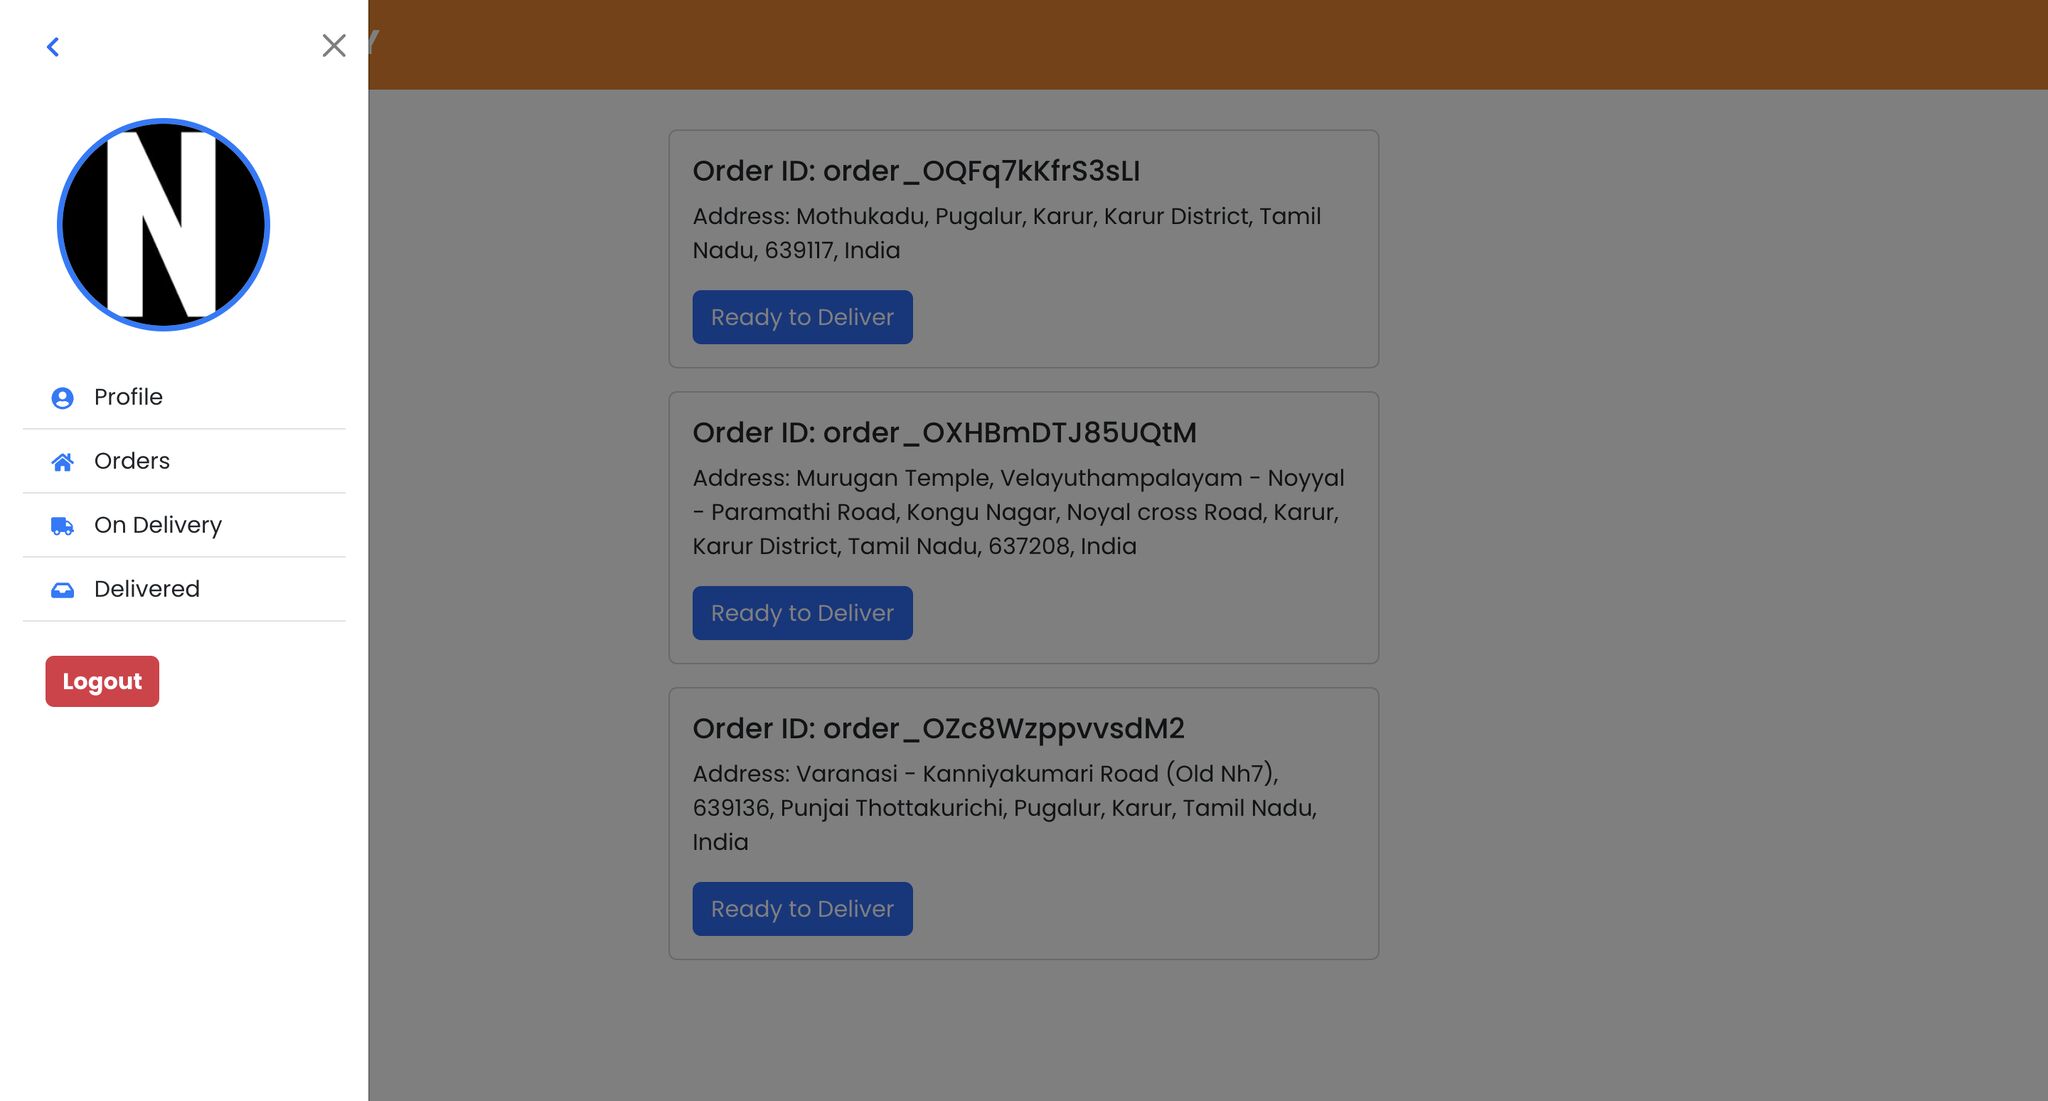 N
Profile
Orders
On Delivery
Delivered
Logout
Y
Order ID: order_OQFq7kKfrS3sLI
Address: Mothukadu, Pugalur, Karur, Karur District, Tamil
Nadu, 639117, India
Ready to Deliver
Order ID: order_OXHBmDTJ85UQtM
Address: Murugan Temple, Velayuthampalayam - Noyyal
- Paramathi Road, Kongu Nagar, Noyal cross Road, Karur,
Karur District, Tamil Nadu, 637208, India
Ready to Deliver
Order ID: order_OZc8WzppvvsdM2
Address: Varanasi - Kanniyakumari Road (Old Nh7),
639136, Punjai Thottakurichi, Pugalur, Karur, Tamil Nadu,
India
Ready to Deliver